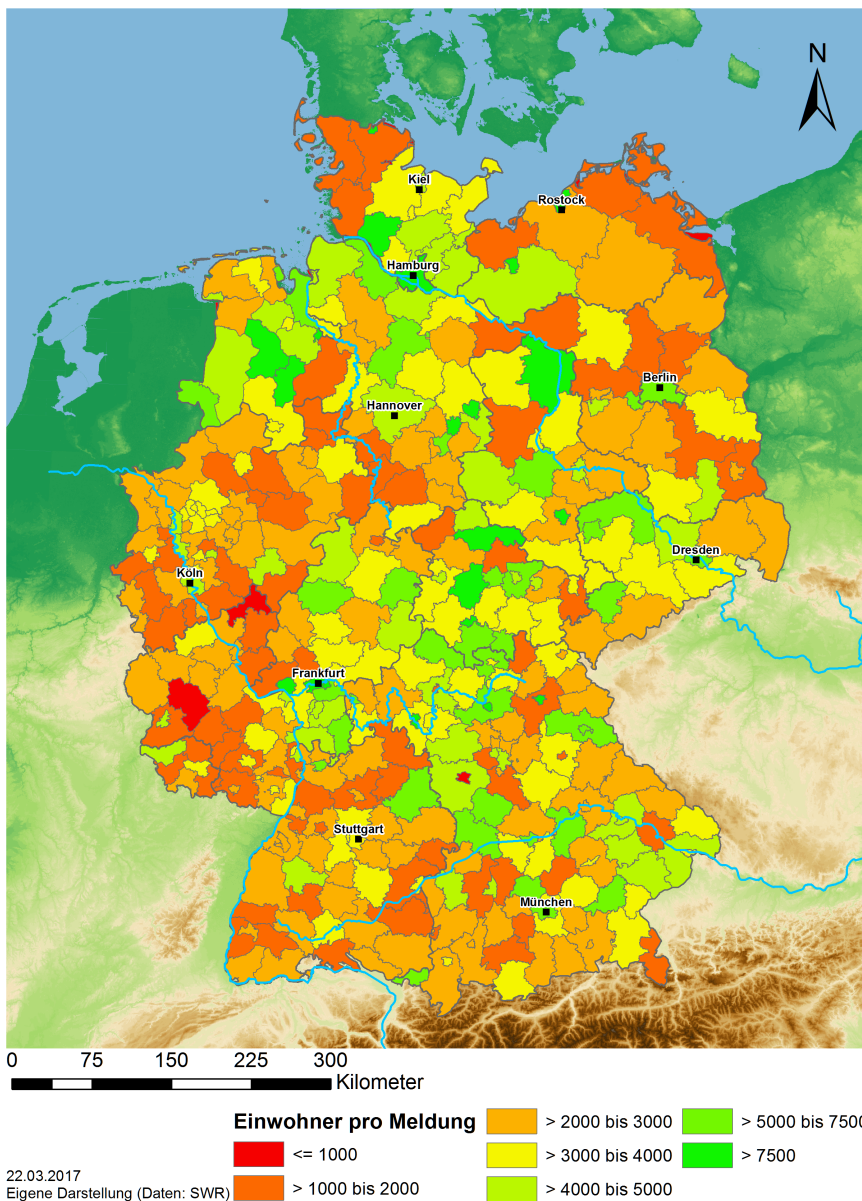 N
Kiel
Rostock
Hamburg
Berlin
Hannover
Dresden
Köln
Frankfurt
Stuttgart
München
0 75 150 225 300
Kilometer
Einwohner pro Meldung
<= 1000
> 1000 bis 2000
> 2000 bis 3000
> 3000 bis 4000
> 4000 bis 5000
> 5000 bis 7500
> 7500
22.03.2017
Eigene Darstellung (Daten: SWR)